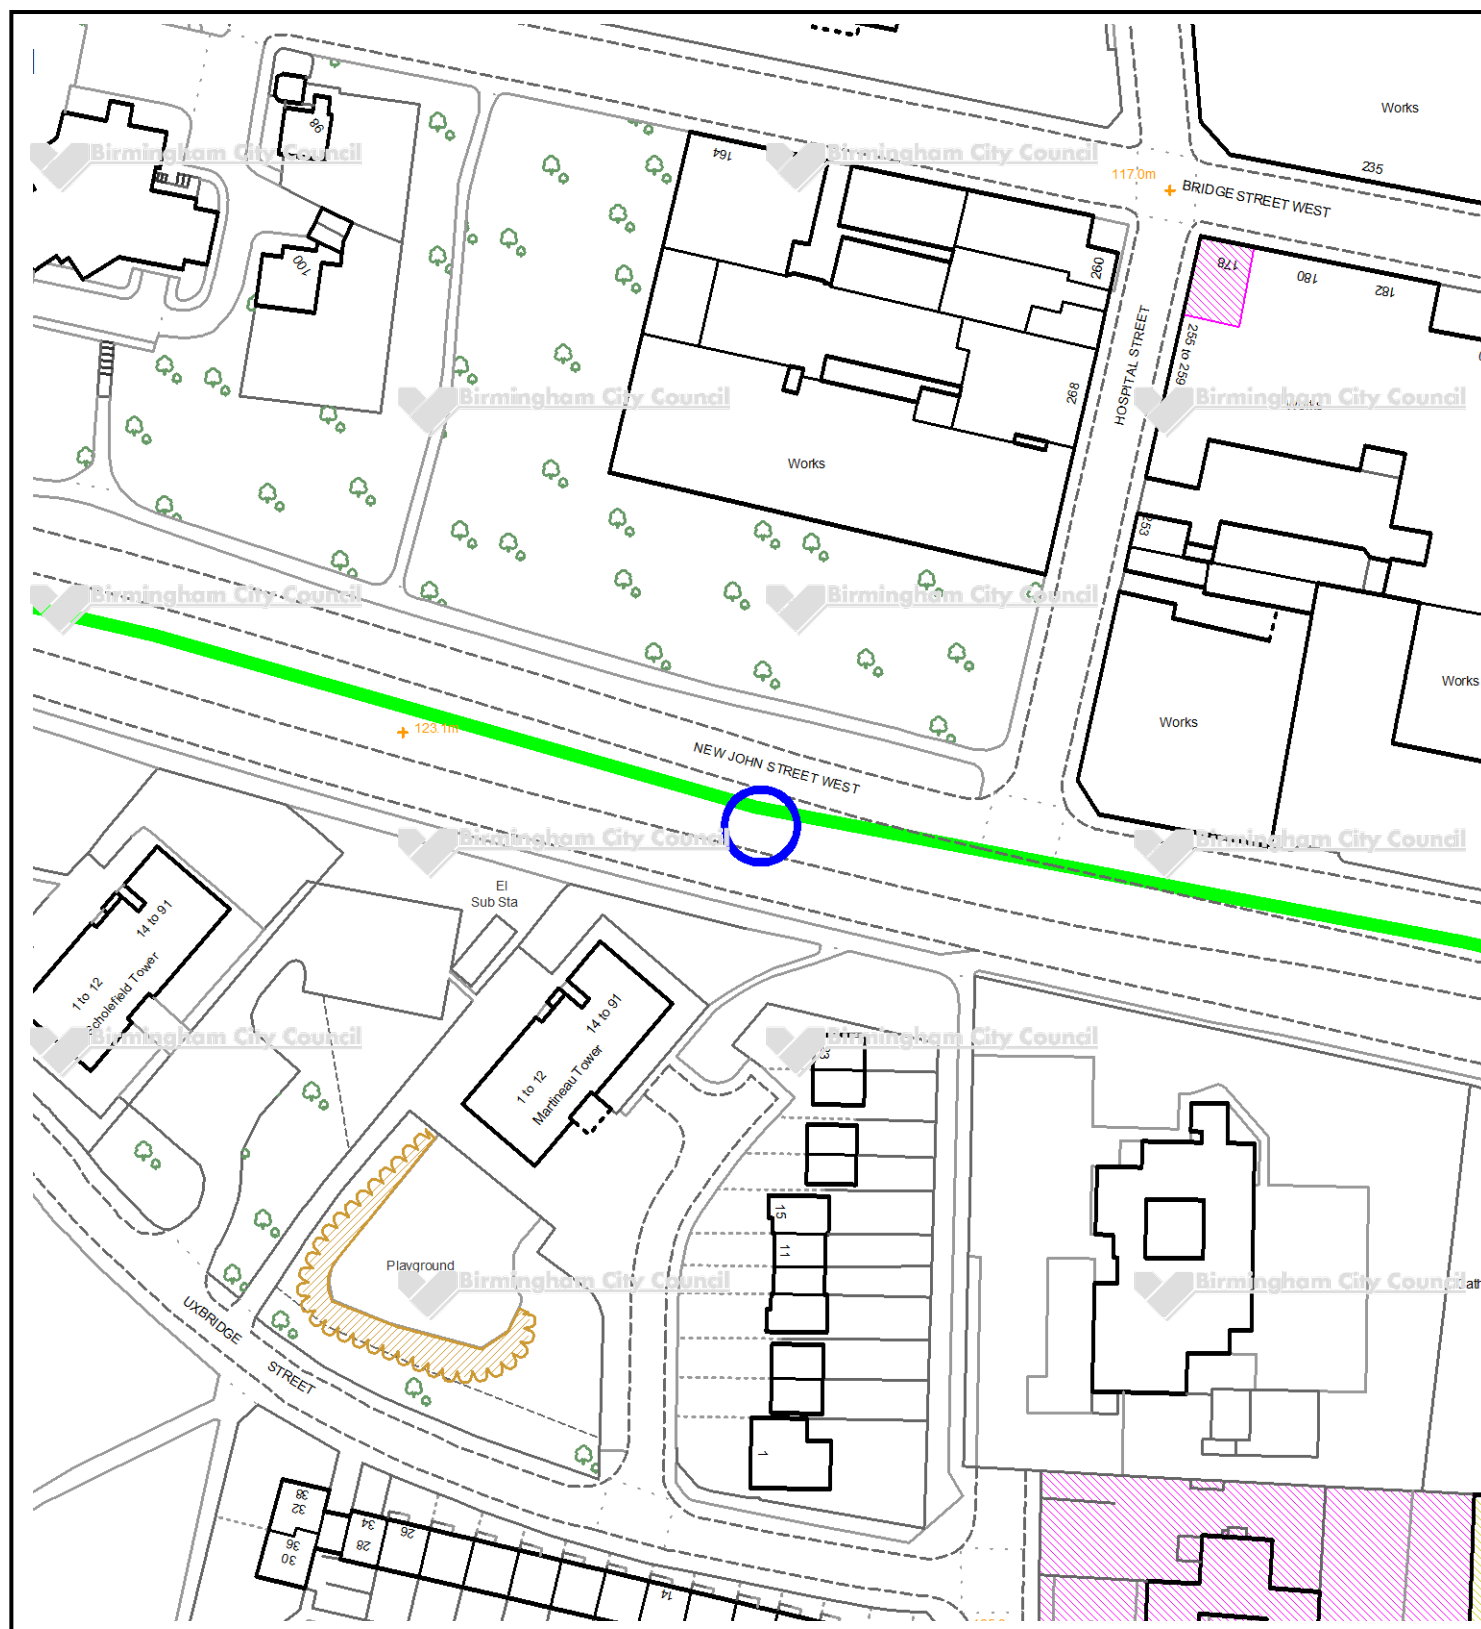 Works
98
Birmingham City Council
164
Birmingham City Council
235
117.0m
BRIDGE STREET WEST
100
260
178
180
182
HOSPITAL STREET
255 to 259
268
Birmingham City Council
Birmingham City Council
Works
Works
253
Birmingham City Council
Birmingham City Council
Works
Works
123.1m
NEW JOHN STREET WEST
Birmingham City Council
Birmingham City Council
El
Sub Sta
14 to 91
1 to 12
Scholefield Tower
14 to 91
1 to 12
Martineau Tower
Birmingham City Council
Birmingham City Council
15
11
Playground
Birmingham City Council
Birmingham City Council
UXBRIDGE
STREET
1
38
32
36
30
34
28
26
14